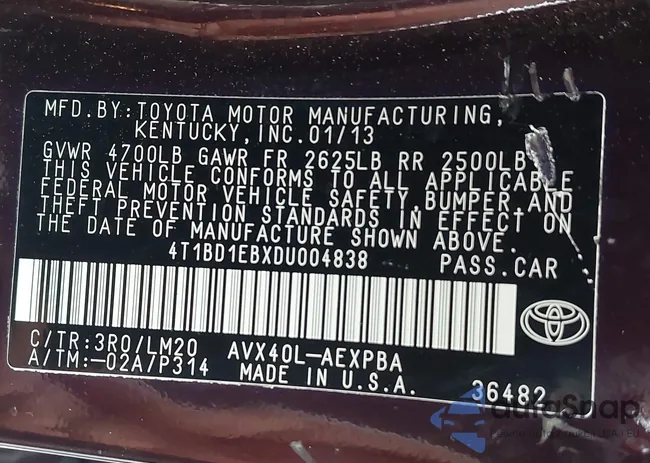 MFD.BY:TOYOTA MOTOR MANUFACTURING,
KENTUCKY,INC.01/13
GVWR 4700LB GAWR FR 2625LB RR 2500LB
THIS VEHICLE CONFORMS TO ALL APPLICABLE
FEDERAL MOTOR VEHICLE SAFETY,BUMPER,AND
THEFT PREVENTION STANDARDS IN EFFECT ON
THE DATE OF MANUFACTURE SHOWN ABOVE.
4T1BD1EBXDU004838 PASS.CAR
C/TR:3R0/LM20 AVX40L-AEXPBA
A/TM:-02A/P314 MADE IN U.S.A. 36482
autoSnap